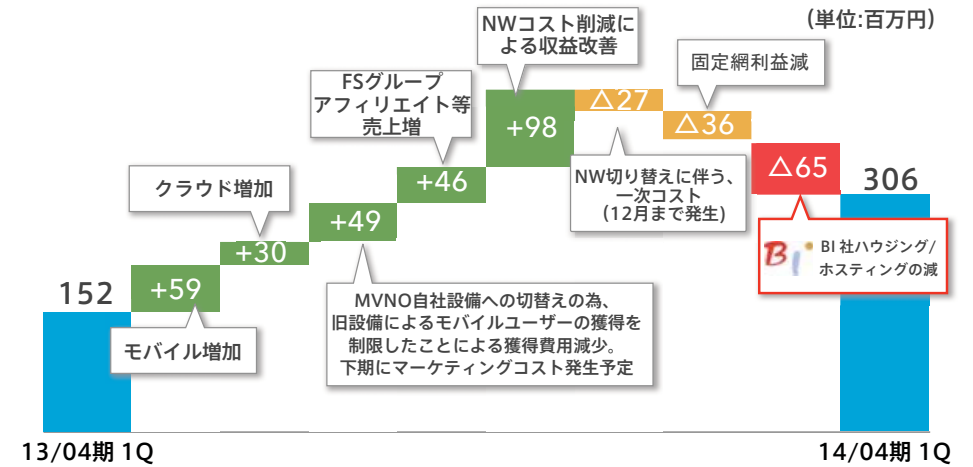 (単位:百万円)
NWコスト削減に
よる収益改善
固定網利益減
FSグループ
アフィリエイト等
売上増
+98
△27
△36
△65
306
NW切り替えに伴う、
一次コスト
(12月まで発生)
クラウド増加
+46
+49
+30
BI
BI 社ハウジング/
ホスティングの減
152
+59
モバイル増加
MVNO自社設備への切替えの為、
旧設備によるモバイルユーザーの獲得を
制限したことによる獲得費用減少。
下期にマーケティングコスト発生予定
13/04期 1Q
14/04期 1Q